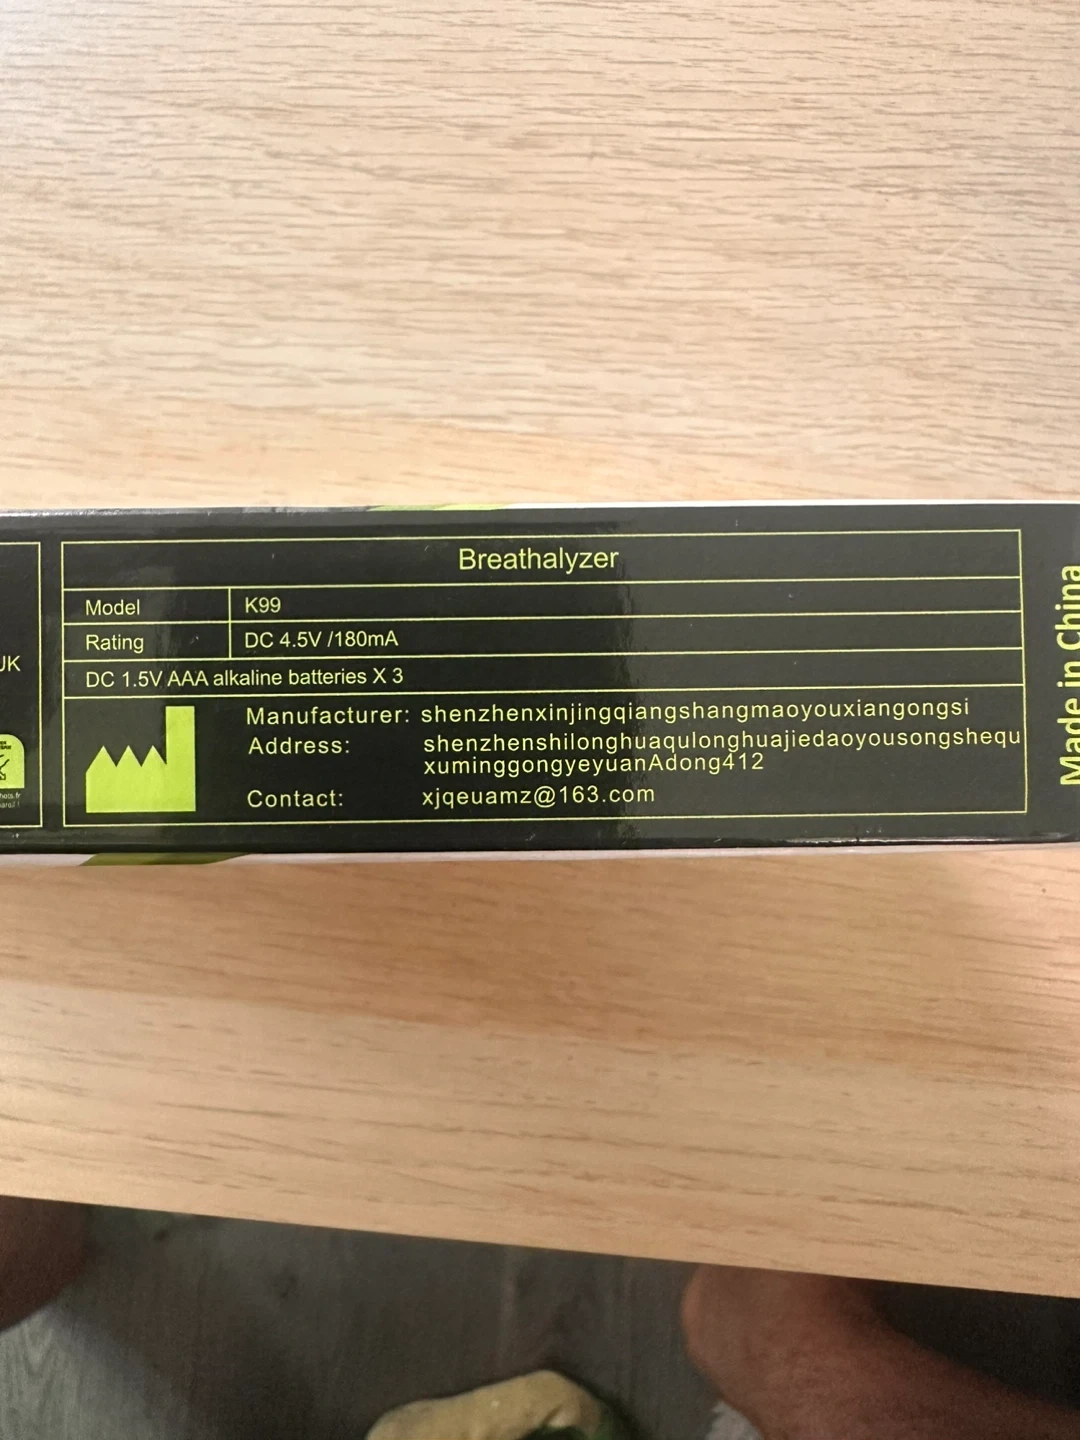 Breathalyzer
Model K99
Rating DC 4.5V /180mA
DC 1.5V AAA alkaline batteries X 3
Manufacturer: shenzhenxinjingqiangshangmaoyouxiangongsi
Address: shenzhenshilonghuaqulonghuajiedaoyousongshequ
xuminggongyeyuanAdong412
Contact: xjqeuamz@163.com
Made in China